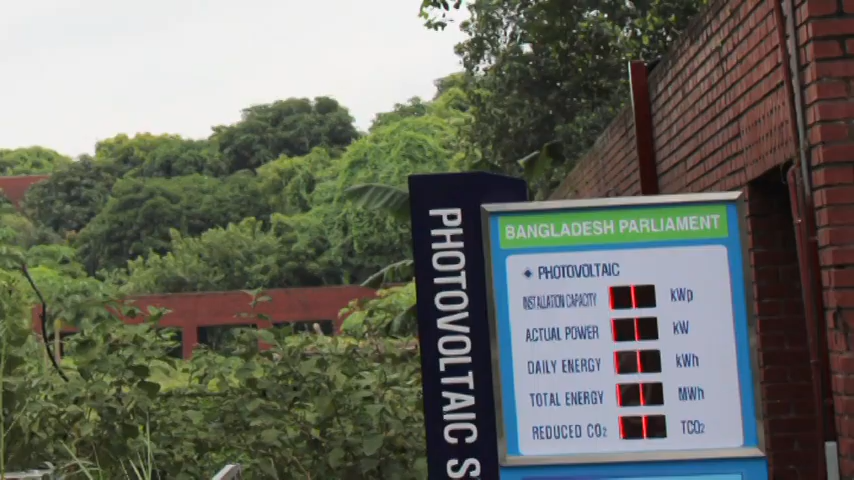 PHOTOVOLTAIC S
BANGLADESH PARLIAMENT
PHOTOVOLTAIC
INSTALLATION CAPACITY kWp
ACTUAL POWER KW
DAILY ENERGY kWh
TOTAL ENERGY MWh
REDUCED CO₂ TCO₂